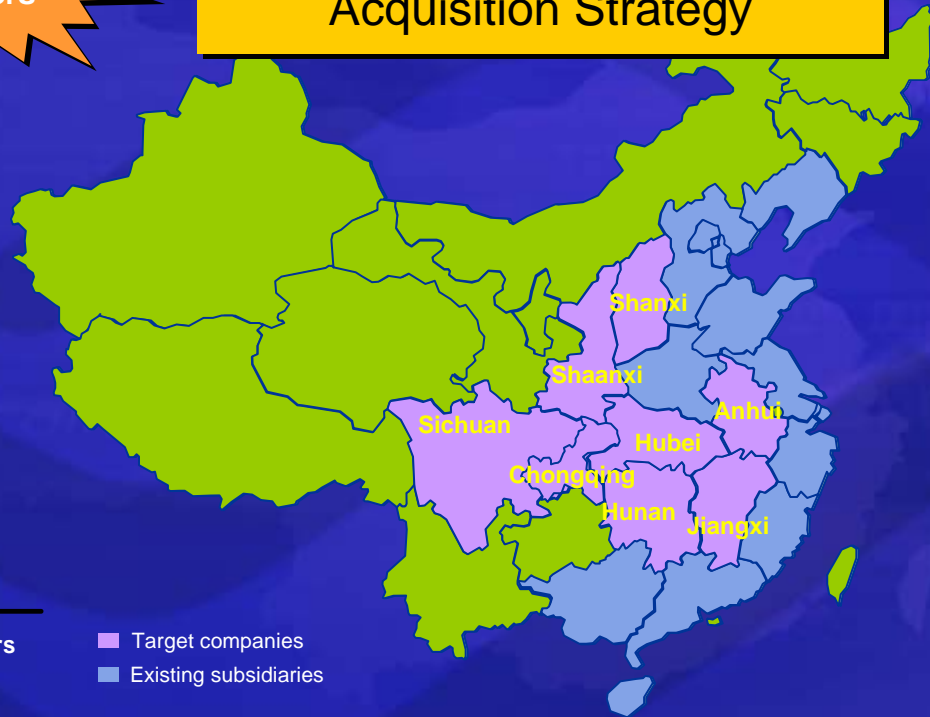 Acquisition Strategy
Shanxi
Shaanxi
Anhui
Sichuan
Hubei
Chongqing
Hunan
Jiangxi
Target companies
Existing subsidiaries